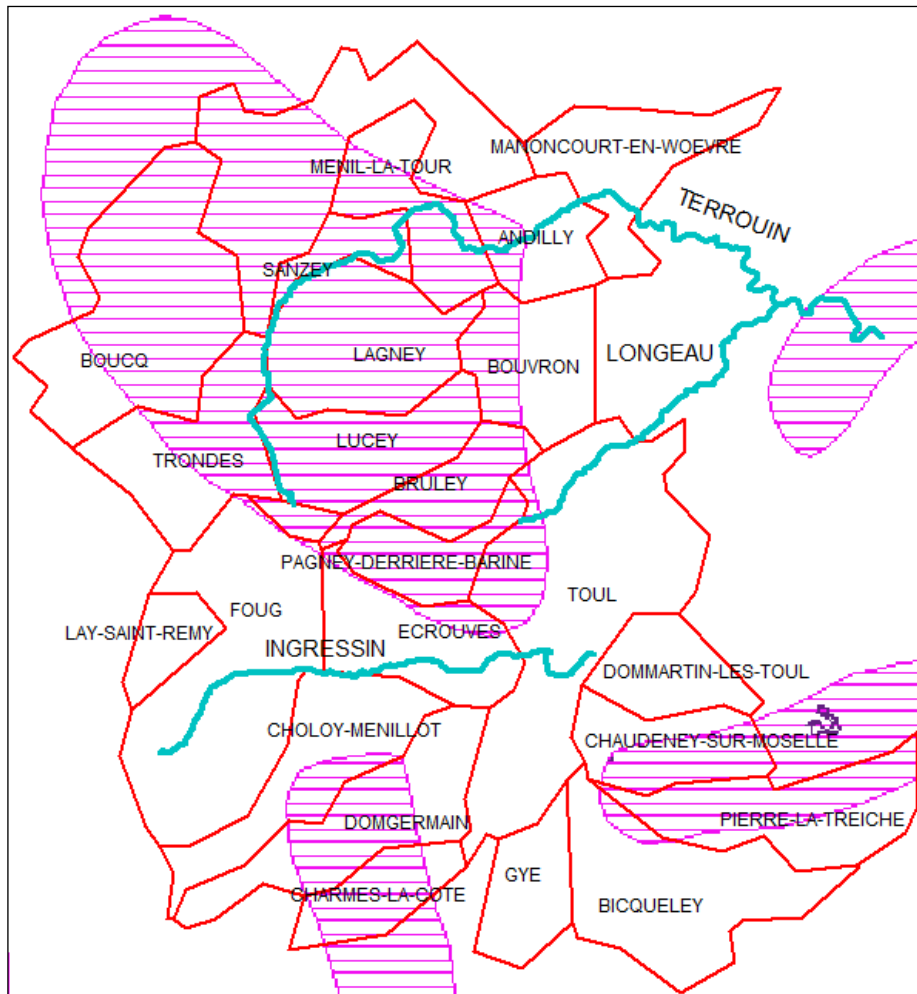 MANONCOURT-EN-WOEVRE
MENIL-LA-TOUR
TERROUIN
ANDILLY
SANZEY
LAGNEY
BOUCQ
BOUVRON
LONGEAU
LUCEY
TRONDES
BRULEY
PAGNEY-DERRIERE-BARINE
TOUL
FOUG
LAY-SAINT-REMY
ECROUVES
INGRESSIN
DOMMARTIN-LES-TOUL
CHOLOY-MENILLOT
CHAUDENEY-SUR-MOSELLE
DOMGERMAIN
PIERRE-LA-TREICHE
GYE
CHARMES-LA-COTE
BICQUELEY